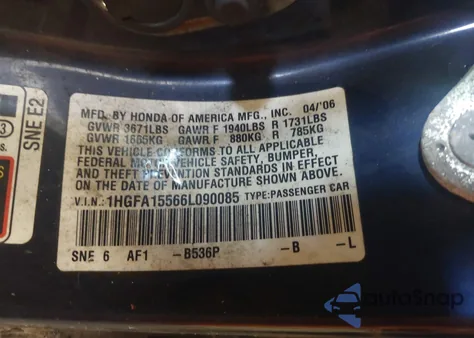 MFD. BY HONDA OF AMERICA MFG., INC. 04/'06
GVWR 3671LBS GAWR F 1940LBS R 1731LBS
GVWR 1665KG GAWR F 880KG R 785KG
THIS VEHICLE CONFORMS TO ALL APPLICABLE
FEDERAL MOTOR VEHICLE SAFETY, BUMPER,
AND THEFT PREVENTION STANDARDS IN EFFECT
ON THE DATE OF MANUFACTURE SHOWN ABOVE.
V.I.N.: 1HGFA15566L090085 TYPE:PASSENGER CAR
SNE 6 AF1 -B536P -B -L
SNE E2
3
s.
S
autoSnap